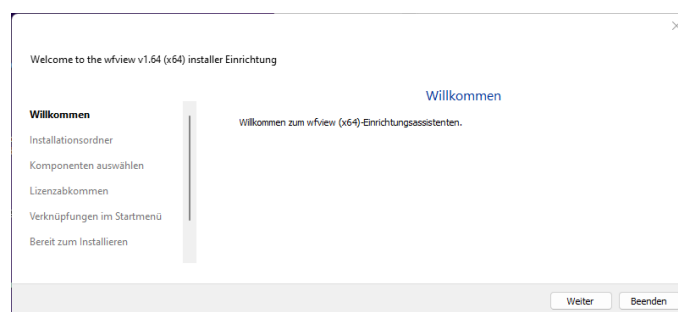 Welcome to the wfview v1.64 (x64) installer Einrichtung
Willkommen
Installationsordner
Komponenten auswählen
Lizenzabkommen
Verknüpfungen im Startmenü
Bereit zum Installieren
Willkommen
Willkommen zum wfview (x64)-Einrichtungsassistenten.
Weiter
Beenden